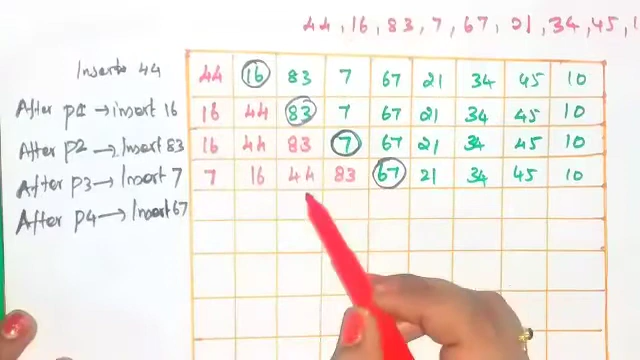 44, 16, 83, 7, 67, 21, 34, 45, 1
Insert 44 44 16 83 7 67 21 34 45 10
After P1 → insert 16 16 44 83 7 67 21 34 45 10
After P2 → Insert 83 16 44 83 7 67 21 34 45 10
After P3 → Insert 7 7 16 44 83 67 21 34 45 10
After P4 → Insert 67